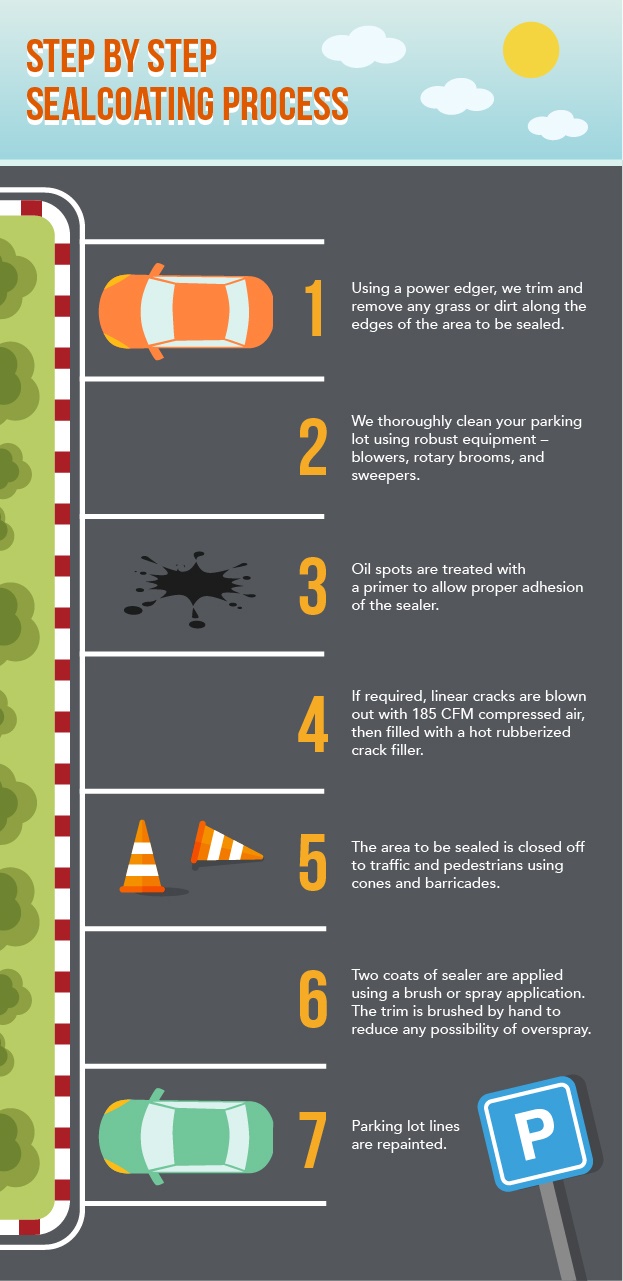 STEP BY STEP
SEALCOATING PROCESS
1
Using a power edger, we trim and
remove any grass or dirt along the
edges of the area to be sealed.
2
We thoroughly clean your parking
lot using robust equipment –
blowers, rotary brooms, and
sweepers.
3
Oil spots are treated with
a primer to allow proper adhesion
of the sealer.
4
If required, linear cracks are blown
out with 185 CFM compressed air,
then filled with a hot rubberized
crack filler.
5
The area to be sealed is closed off
to traffic and pedestrians using
cones and barricades.
6
Two coats of sealer are applied
using a brush or spray application.
The trim is brushed by hand to
reduce any possibility of overspray.
7
Parking lot lines
are repainted.
P